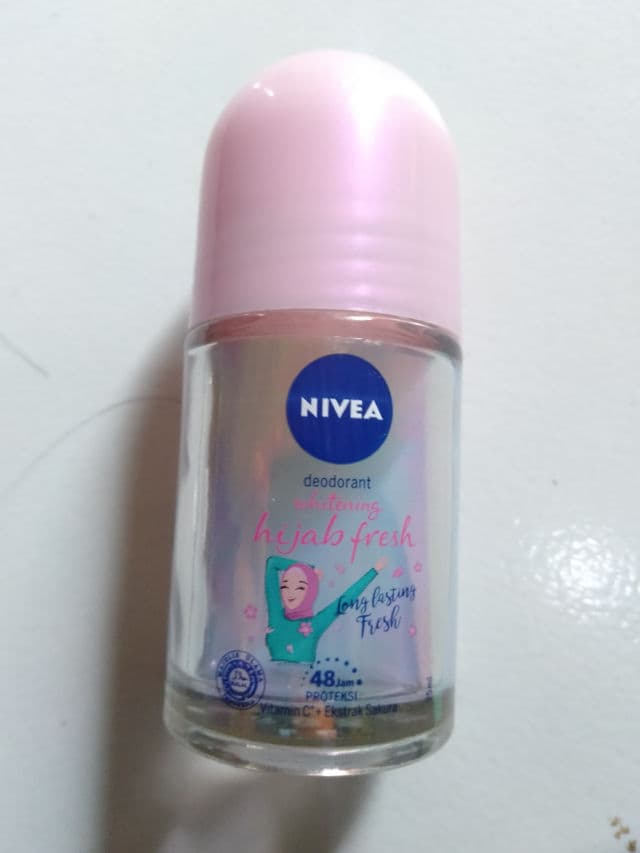 NIVEA
deodorant
whitening
hijab fresh
Long lasting
Fresh
48 Jam
PROTEKSI
Vitamin C* + Ekstrak Sakura